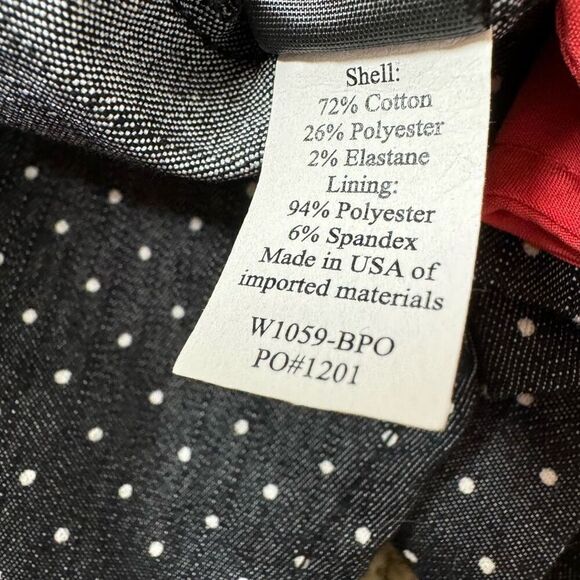 Shell:
72% Cotton
26% Polyester
2% Elastane
Lining:
94% Polyester
6% Spandex
Made in USA of
imported materials
W1059-BPO
PO#1201